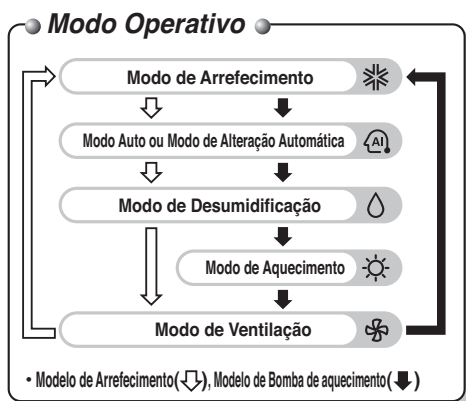 Modo Operativo
Modo de Arrefecimento
Modo Auto ou Modo de Alteração Automática
AI
Modo de Desumidificação
Modo de Aquecimento
Modo de Ventilação
• Modelo de Arrefecimento(⇩), Modelo de Bomba de aquecimento(⬇)